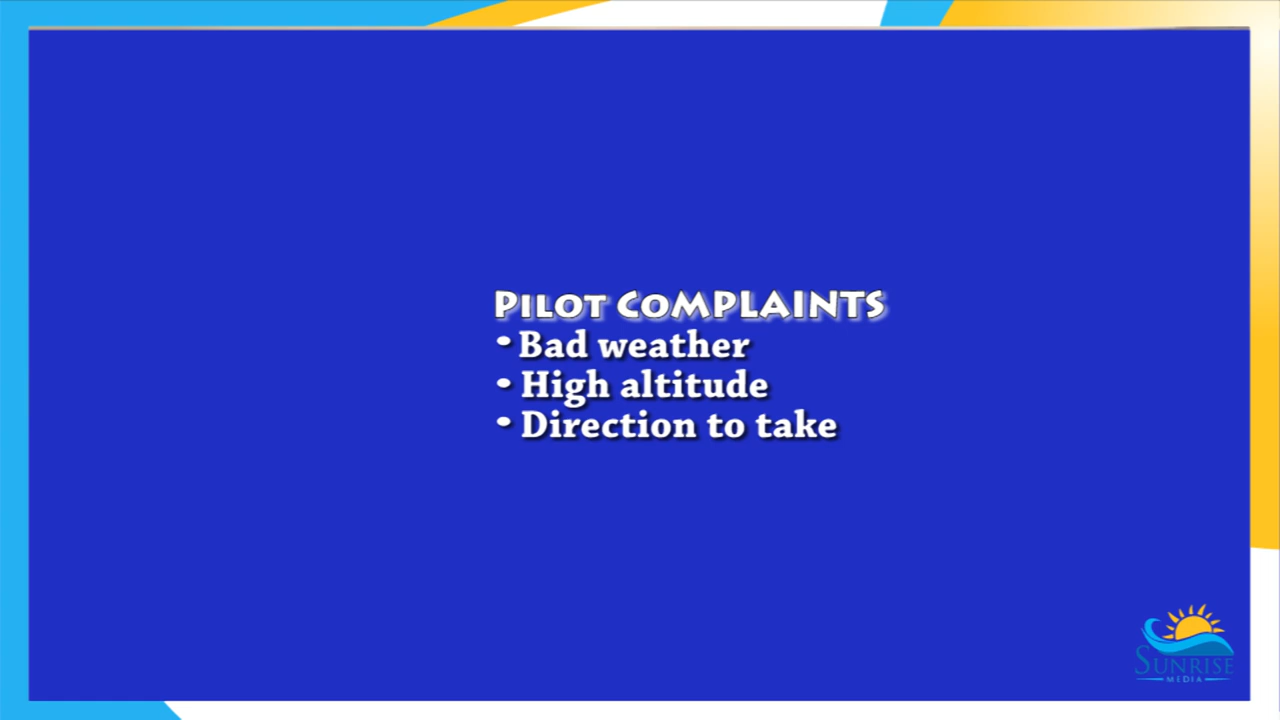 Pilot Complaints
• Bad weather
• High altitude
• Direction to take
Sunrise
MEDIA